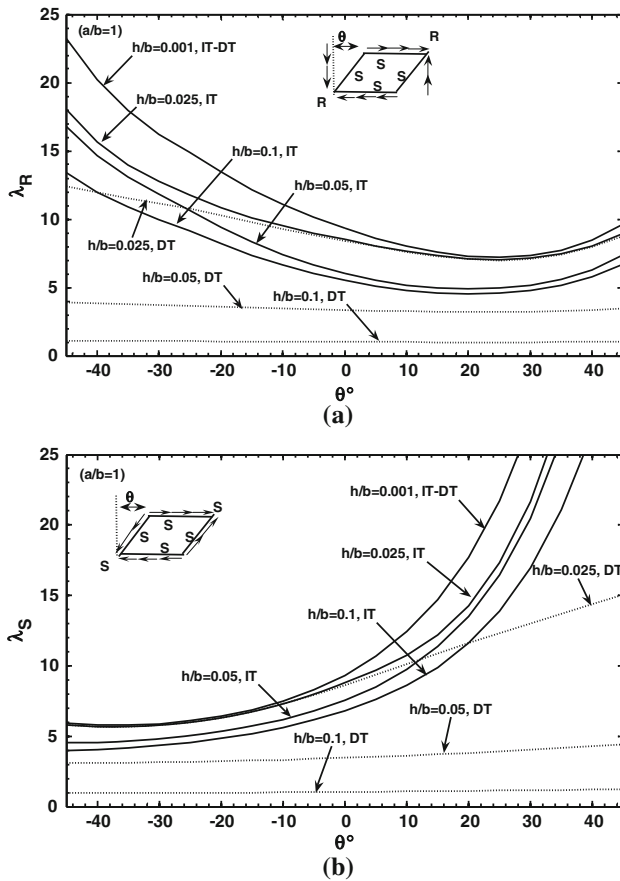 (a/b=1)
h/b=0.001, IT-DT
h/b=0.025, IT
h/b=0.1, IT
h/b=0.05, IT
θ
R
S
S
S
S
R
h/b=0.025, DT
h/b=0.05, DT
h/b=0.1, DT
λR
25
20
15
10
5
0
-40 -30 -20 -10 0 10 20 30 40
θ°
(a)
(a/b=1)
θ
S
S
S
S
S
S
h/b=0.001, IT-DT
h/b=0.025, IT
h/b=0.025, DT
h/b=0.1, IT
h/b=0.05, IT
h/b=0.05, DT
h/b=0.1, DT
λS
25
20
15
10
5
0
-40 -30 -20 -10 0 10 20 30 40
θ°
(b)